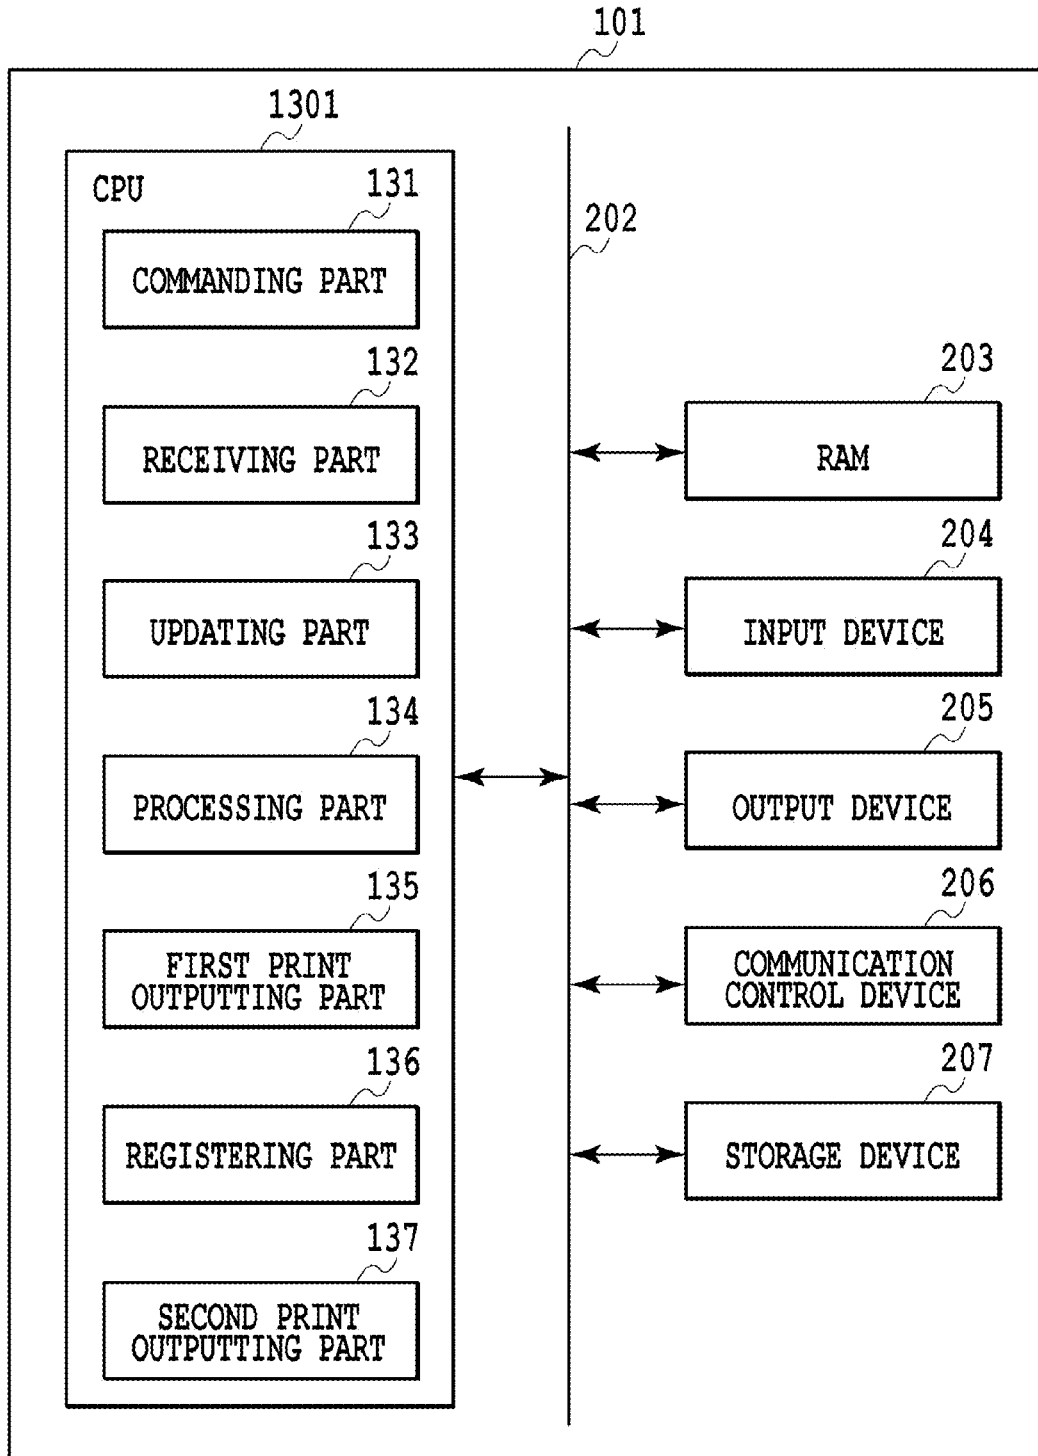 101
1301
CPU
131
COMMANDING PART
132
RECEIVING PART
133
UPDATING PART
134
PROCESSING PART
135
FIRST PRINT
OUTPUTTING PART
136
REGISTERING PART
137
SECOND PRINT
OUTPUTTING PART
202
203
RAM
204
INPUT DEVICE
205
OUTPUT DEVICE
206
COMMUNICATION
CONTROL DEVICE
207
STORAGE DEVICE